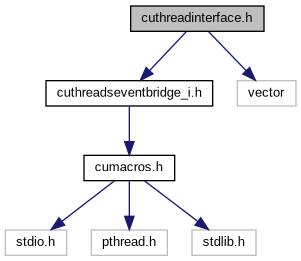 cuthreadinterface.h
cuthreadseventbridge_i.h
vector
cumacros.h
stdio.h
pthread.h
stdlib.h